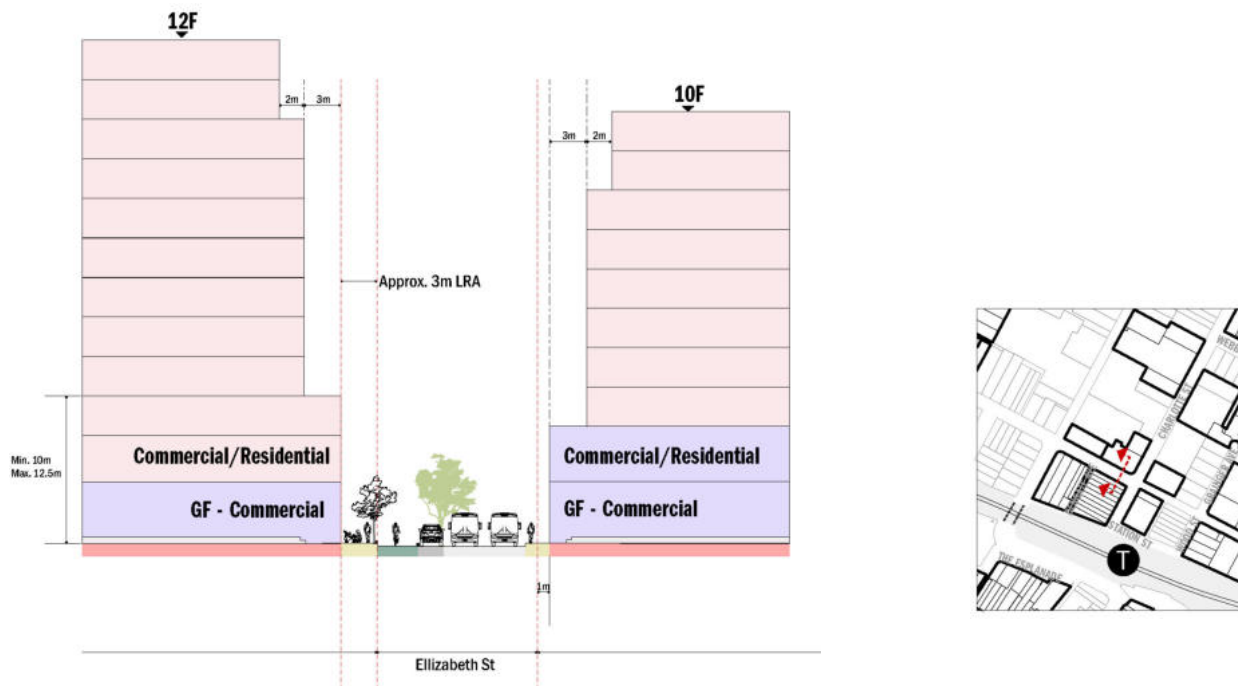 12F
2m
3m
10F
3m
2m
Approx. 3m LRA
Min. 10m
Max. 12.5m
Commercial/Residential
GF - Commercial
Commercial/Residential
GF - Commercial
1m
Ellizabeth St
CHARLOTTE ST
STATION ST
THE ESPLANADE
T